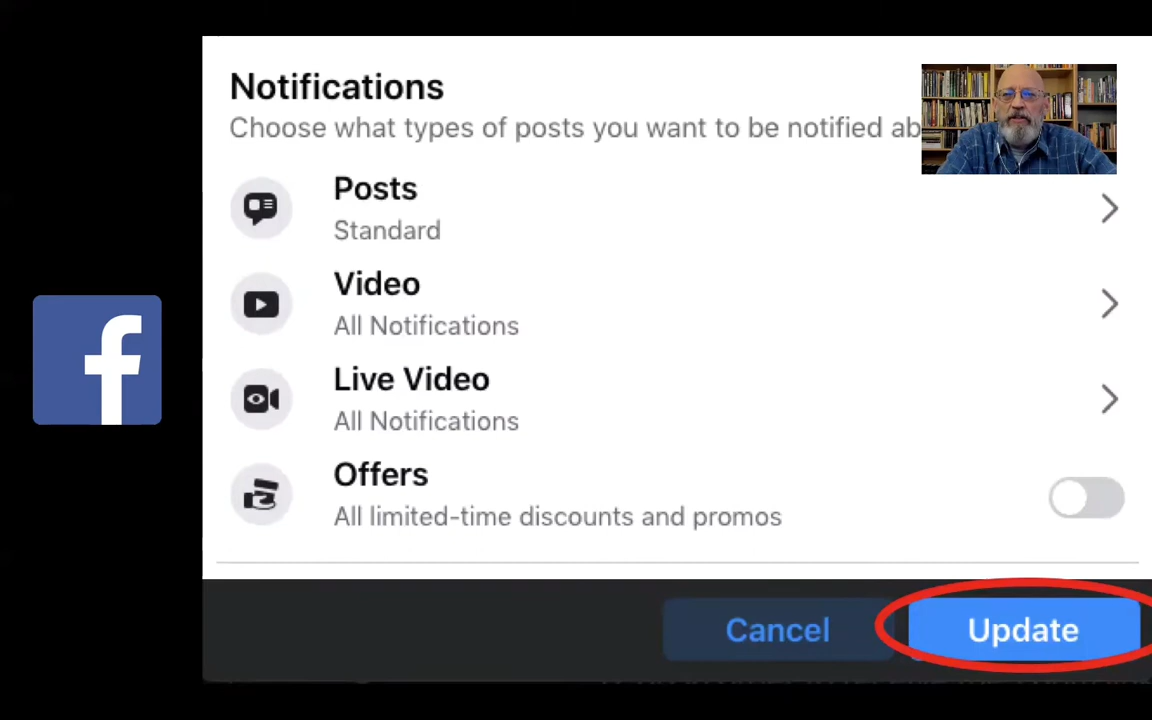 Notifications
Choose what types of posts you want to be notified ab
Posts
Standard
Video
All Notifications
Live Video
All Notifications
Offers
All limited-time discounts and promos
Cancel
Update